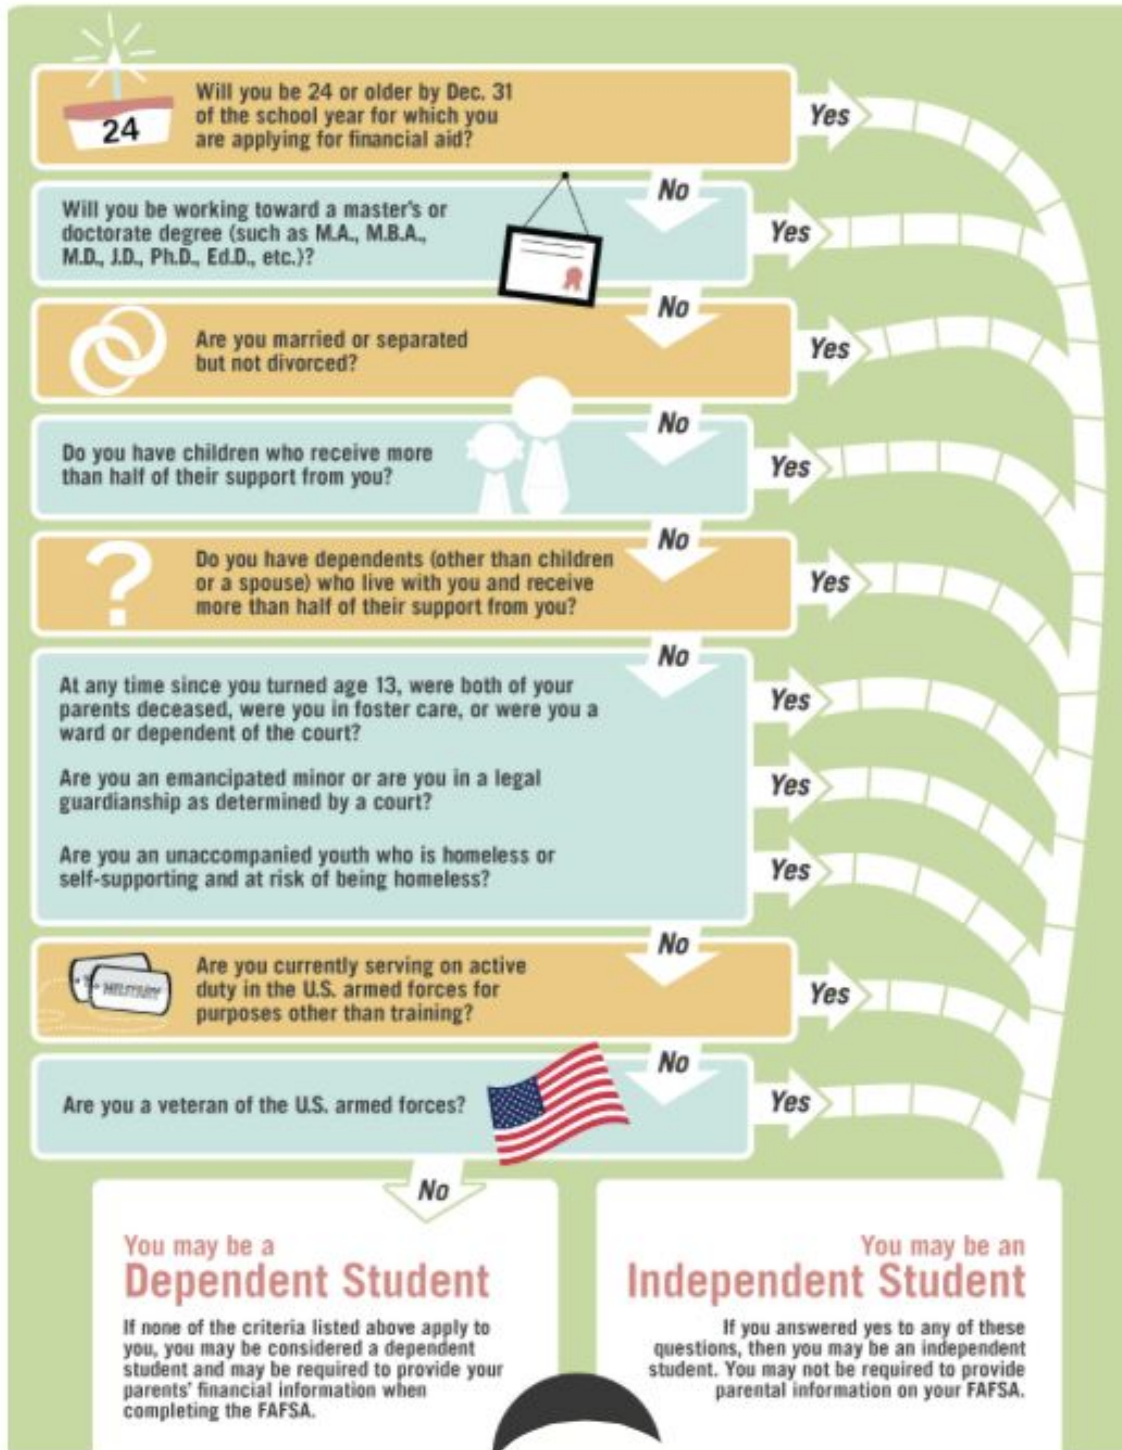 24
Will you be 24 or older by Dec. 31
of the school year for which you
are applying for financial aid?
Yes
No
Will you be working toward a master's or
doctorate degree (such as M.A., M.B.A.,
M.D., J.D., Ph.D., Ed.D., etc.)?
Yes
No
Are you married or separated
but not divorced?
Yes
No
Do you have children who receive more
than half of their support from you?
Yes
No
Do you have dependents (other than children
or a spouse) who live with you and receive
more than half of their support from you?
Yes
No
At any time since you turned age 13, were both of your
parents deceased, were you in foster care, or were you a
ward or dependent of the court?
Yes
Are you an emancipated minor or are you in a legal
guardianship as determined by a court?
Yes
Are you an unaccompanied youth who is homeless or
self-supporting and at risk of being homeless?
Yes
No
MILITARY
Are you currently serving on active
duty in the U.S. armed forces for
purposes other than training?
Yes
No
Are you a veteran of the U.S. armed forces?
Yes
No
You may be a
Dependent Student
If none of the criteria listed above apply to
you, you may be considered a dependent
student and may be required to provide your
parents' financial information when
completing the FAFSA.
You may be an
Independent Student
If you answered yes to any of these
questions, then you may be an independent
student. You may not be required to provide
parental information on your FAFSA.